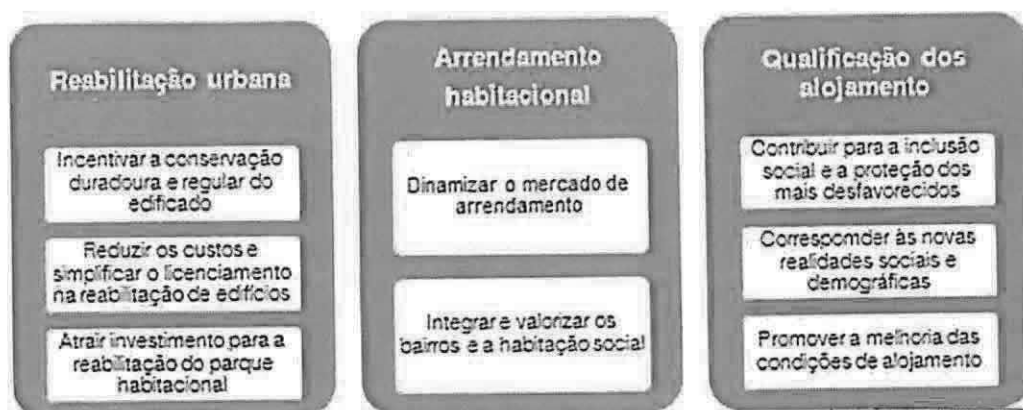 Reabilitação urbana
Incentivar a conservação
duradoura e regular do
edificado
Reduzir os custos e
simplificar o licenciamento
na reabilitação de edifícios
Atrair investimento para a
reabilitação do parque
habitacional
Arrendamento
habitacional
Dinamizar o mercado de
arrendamento
Integrar e valorizar os
bairros e a habitação social
Qualificação dos
alojamento
Contribuir para a inclusão
social e a proteção dos
mais desfavorecidos
Corresponder às novas
realidades sociais e
demográficas
Promover a melhoria das
condições de alojamento